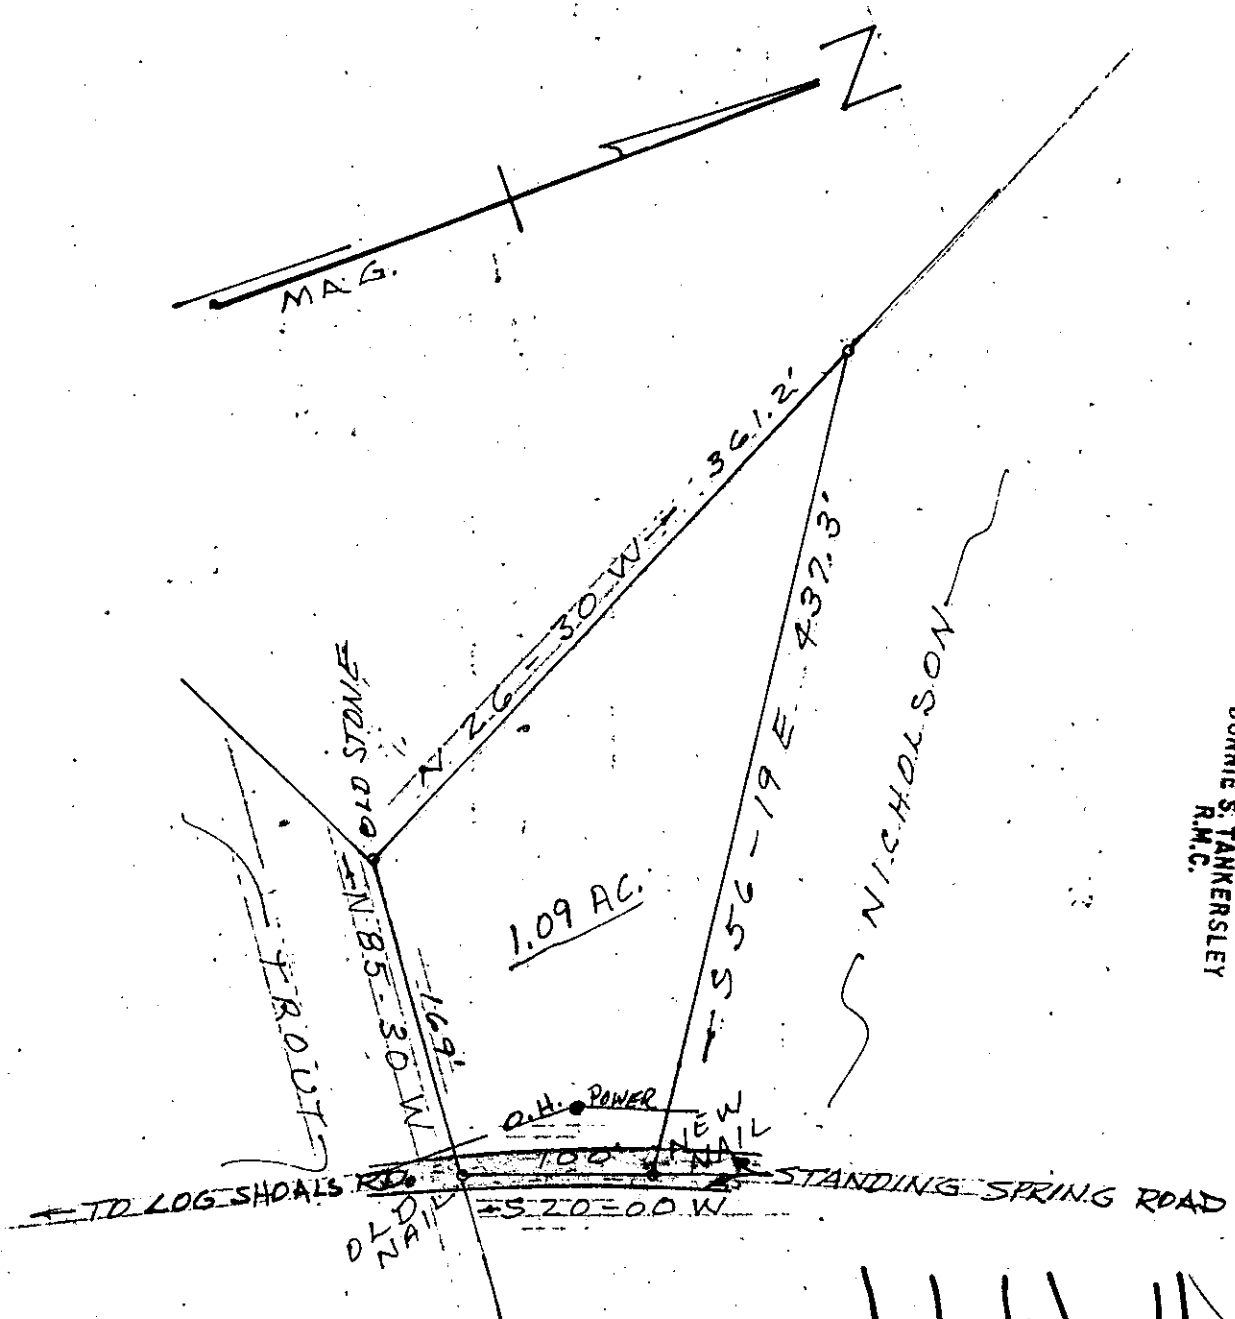 N
MAG.
N 26-30 W 361.2'
OLD STONE
S 56-19 E 437.3'
NICHOLSON
S. TANKERSLEY
R.M.C.
1.09 AC.
N 85-30 W
169'
TROUT
O.H. POWER
NEW
NAIL
100'
TO LOG SHOALS RD.
STANDING SPRING ROAD
S 20-00 W
OLD
NAIL